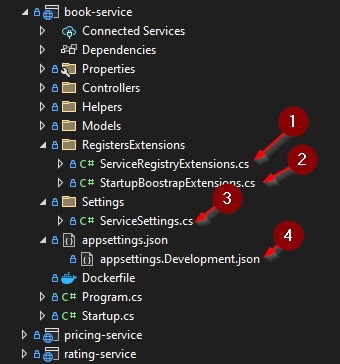 book-service
Connected Services
Dependencies
Properties
Controllers
Helpers
Models
RegistersExtensions
1
C# ServiceRegistryExtensions.cs
2
C# StartupBoostrapExtensions.cs
Settings
3
C# ServiceSettings.cs
appsettings.json
4
appsettings.Development.json
Dockerfile
C# Program.cs
C# Startup.cs
pricing-service
rating-service